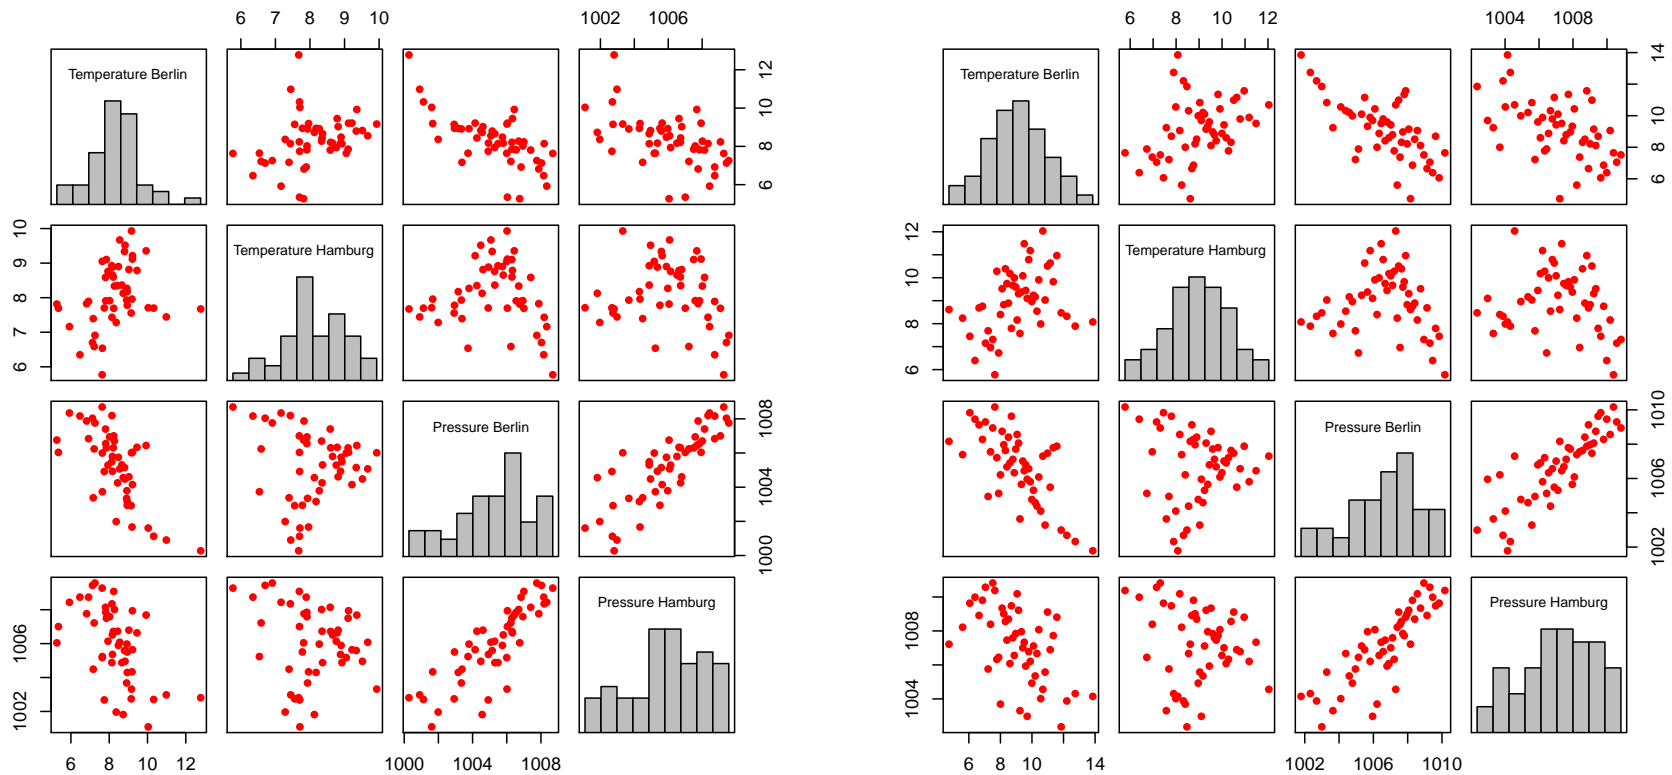 6 7 8 9 10 1002 1006 6 8 10 12 1004 1008
Temperature Berlin
6 8 10 12
Temperature Berlin
6 8 10 12 14
6 7 8 9 10
Temperature Hamburg
6 8 10 12
Temperature Hamburg
Pressure Berlin
1000 1004 1008
Pressure Berlin
1002 1006 1010
1002 1006
Pressure Hamburg
1004 1008
Pressure Hamburg
6 8 10 12 1000 1004 1008 6 8 10 14 1002 1006 1010